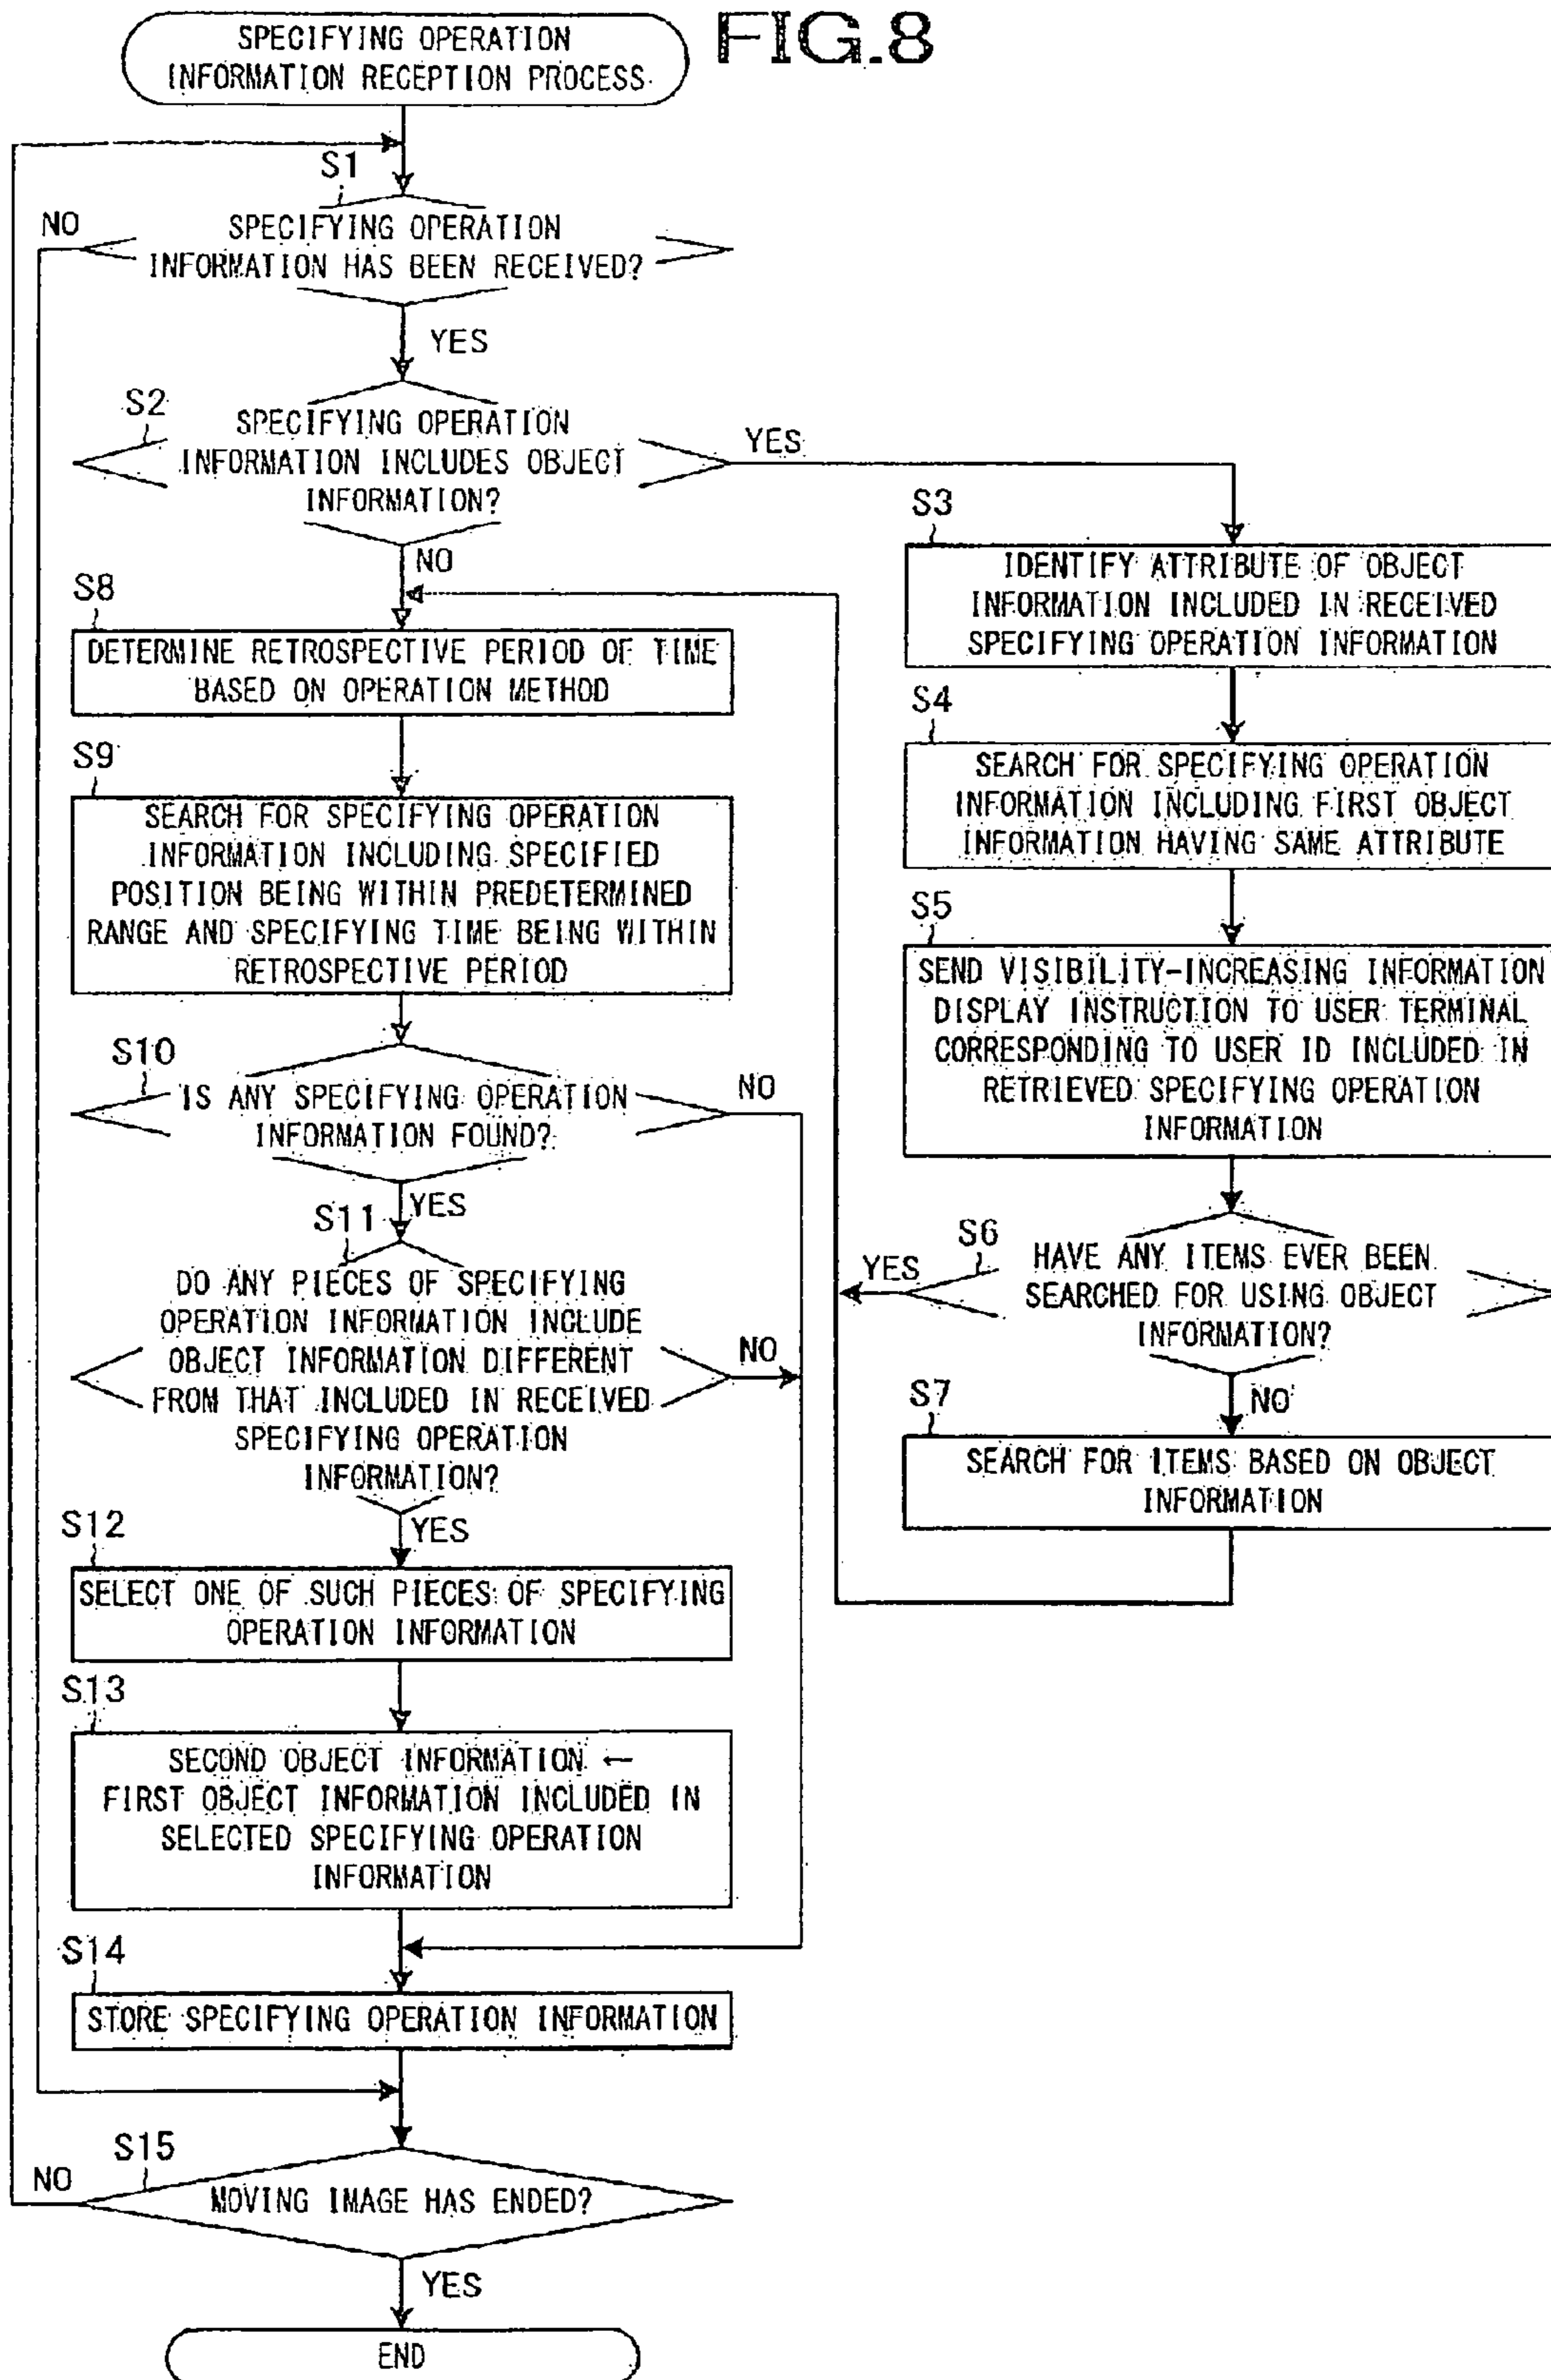 FIG.8
SPECIFYING OPERATION
INFORMATION RECEPTION PROCESS
S1
SPECIFYING OPERATION
INFORMATION HAS BEEN RECEIVED?
NO
YES
S2
SPECIFYING OPERATION
INFORMATION INCLUDES OBJECT
INFORMATION?
YES
NO
S3
IDENTIFY ATTRIBUTE OF OBJECT
INFORMATION INCLUDED IN RECEIVED
SPECIFYING OPERATION INFORMATION
S4
SEARCH FOR SPECIFYING OPERATION
INFORMATION INCLUDING FIRST OBJECT
INFORMATION HAVING SAME ATTRIBUTE
S5
SEND VISIBILITY-INCREASING INFORMATION
DISPLAY INSTRUCTION TO USER TERMINAL
CORRESPONDING TO USER ID INCLUDED IN
RETRIEVED SPECIFYING OPERATION
INFORMATION
S6
HAVE ANY ITEMS EVER BEEN
SEARCHED FOR USING OBJECT
INFORMATION?
YES
NO
S7
SEARCH FOR ITEMS BASED ON OBJECT
INFORMATION
S8
DETERMINE RETROSPECTIVE PERIOD OF TIME
BASED ON OPERATION METHOD
S9
SEARCH FOR SPECIFYING OPERATION
INFORMATION INCLUDING SPECIFIED
POSITION BEING WITHIN PREDETERMINED
RANGE AND SPECIFYING TIME BEING WITHIN
RETROSPECTIVE PERIOD
S10
IS ANY SPECIFYING OPERATION
INFORMATION FOUND?
NO
YES
S11
DO ANY PIECES OF SPECIFYING
OPERATION INFORMATION INCLUDE
OBJECT INFORMATION DIFFERENT
FROM THAT INCLUDED IN RECEIVED
SPECIFYING OPERATION
INFORMATION?
NO
YES
S12
SELECT ONE OF SUCH PIECES OF SPECIFYING
OPERATION INFORMATION
S13
SECOND OBJECT INFORMATION ←
FIRST OBJECT INFORMATION INCLUDED IN
SELECTED SPECIFYING OPERATION
INFORMATION
S14
STORE SPECIFYING OPERATION INFORMATION
S15
MOVING IMAGE HAS ENDED?
NO
YES
END